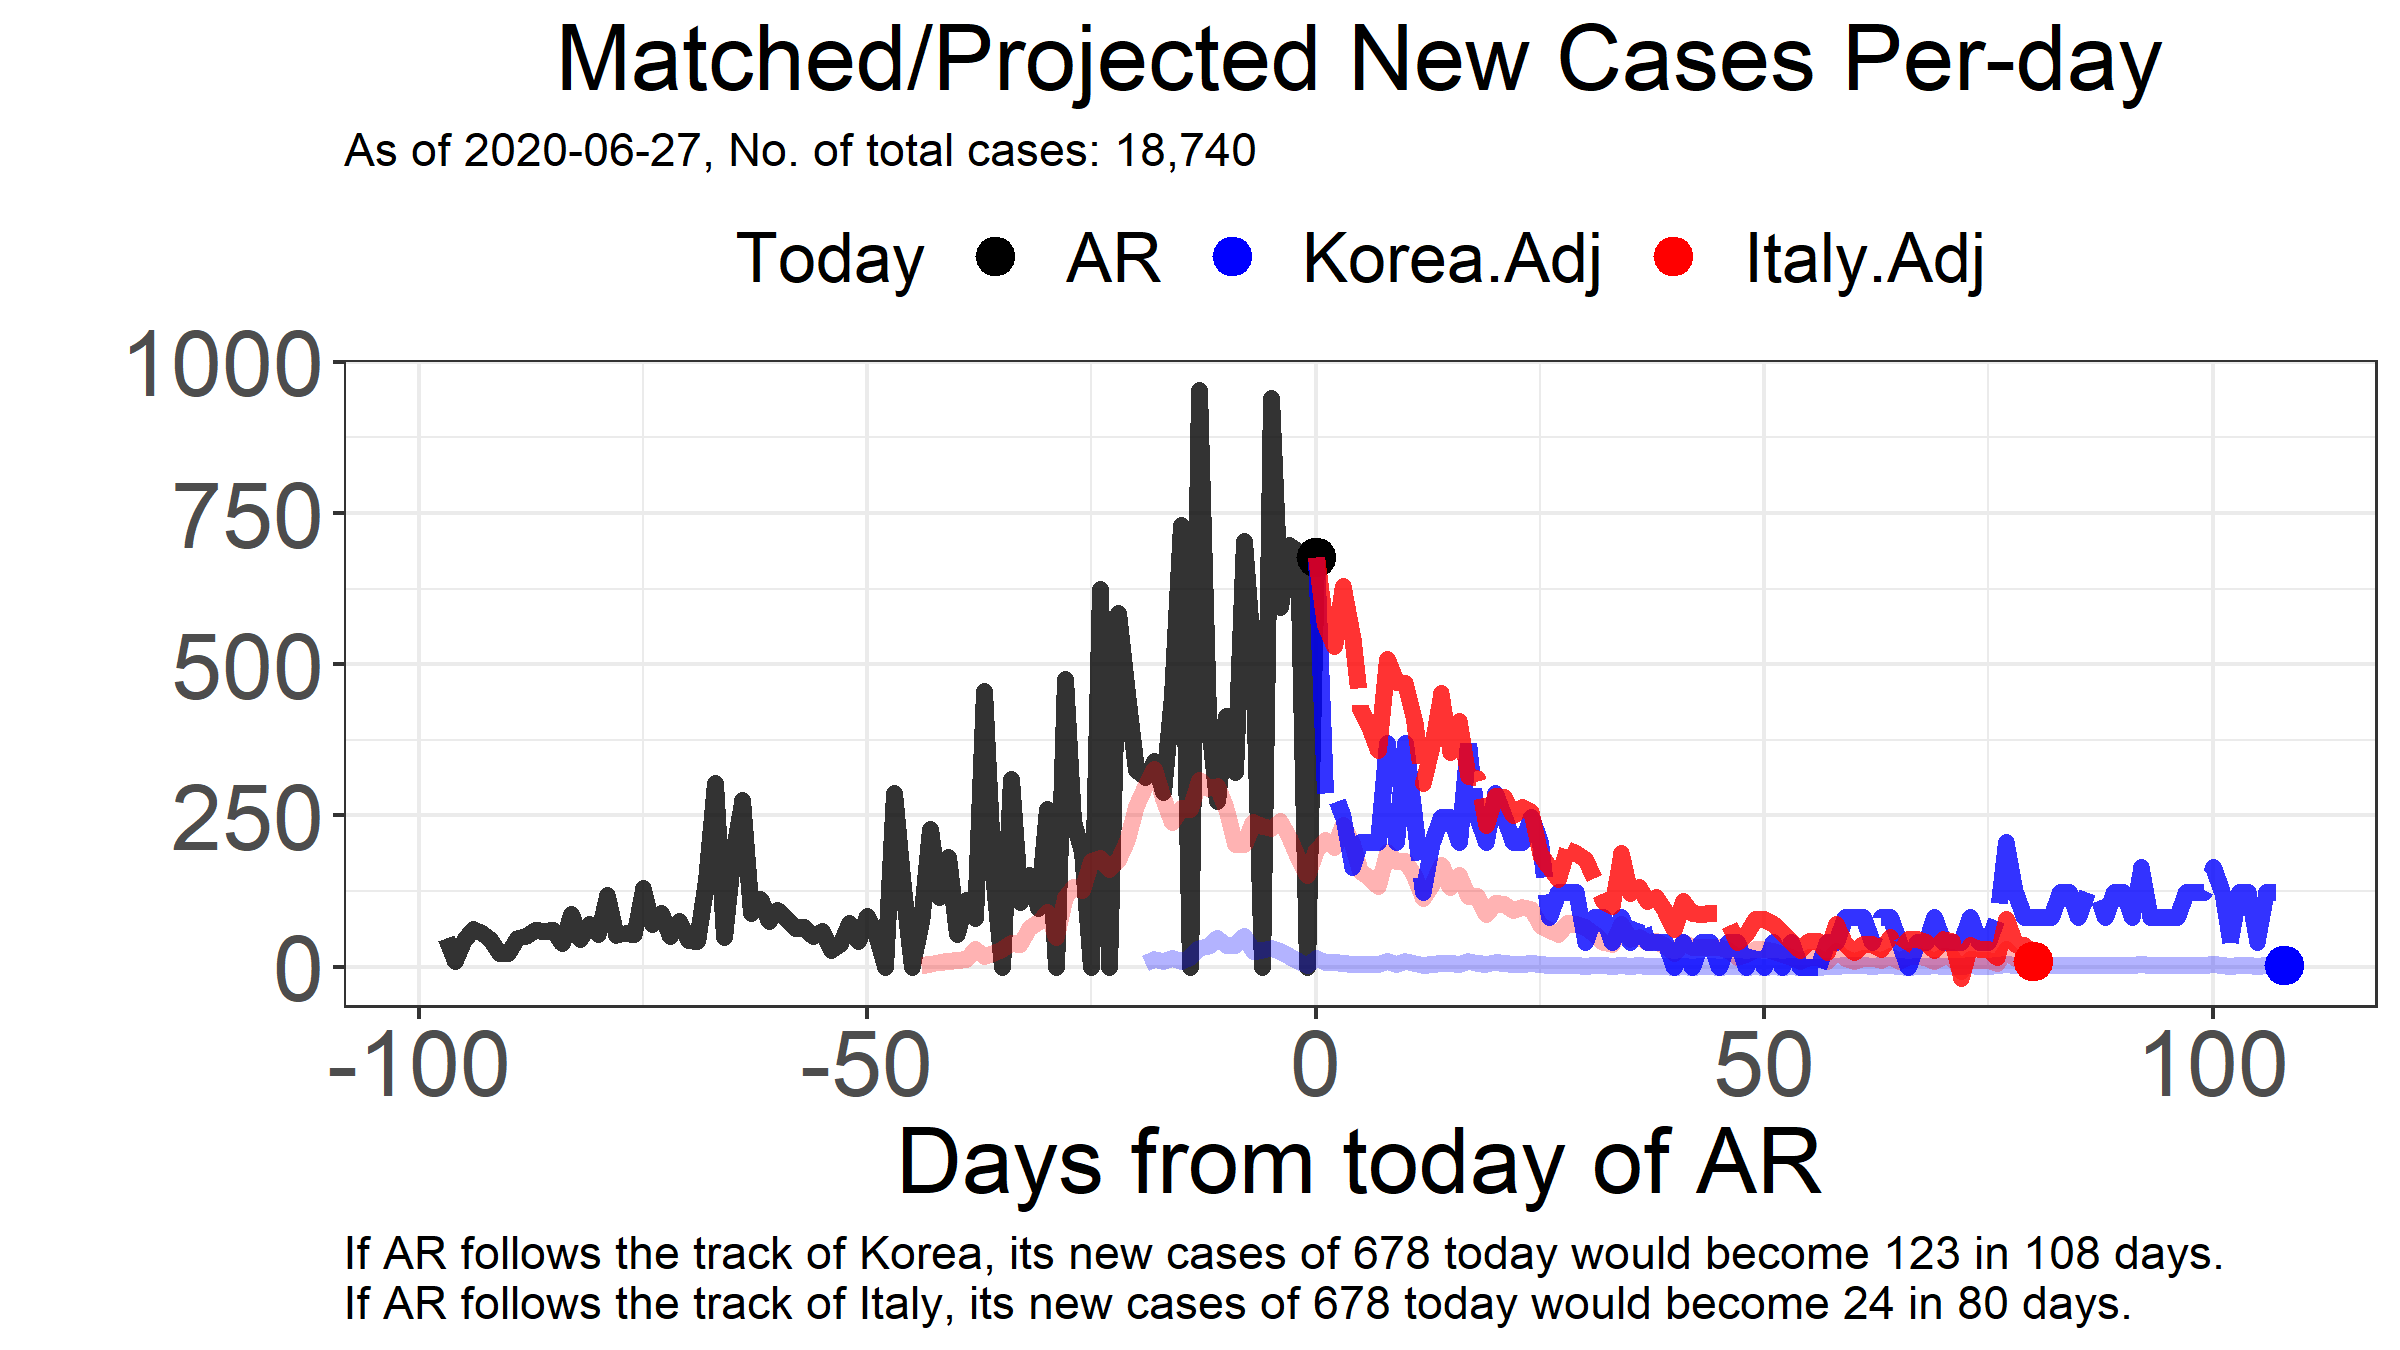 Matched/Projected New Cases Per-day
As of 2020-06-27, No. of total cases: 18,740
Today AR Korea.Adj Italy.Adj
1000
750
500
250
0
-100 -50 0 50 100
Days from today of AR
If AR follows the track of Korea, its new cases of 678 today would become 123 in 108 days.
If AR follows the track of Italy, its new cases of 678 today would become 24 in 80 days.